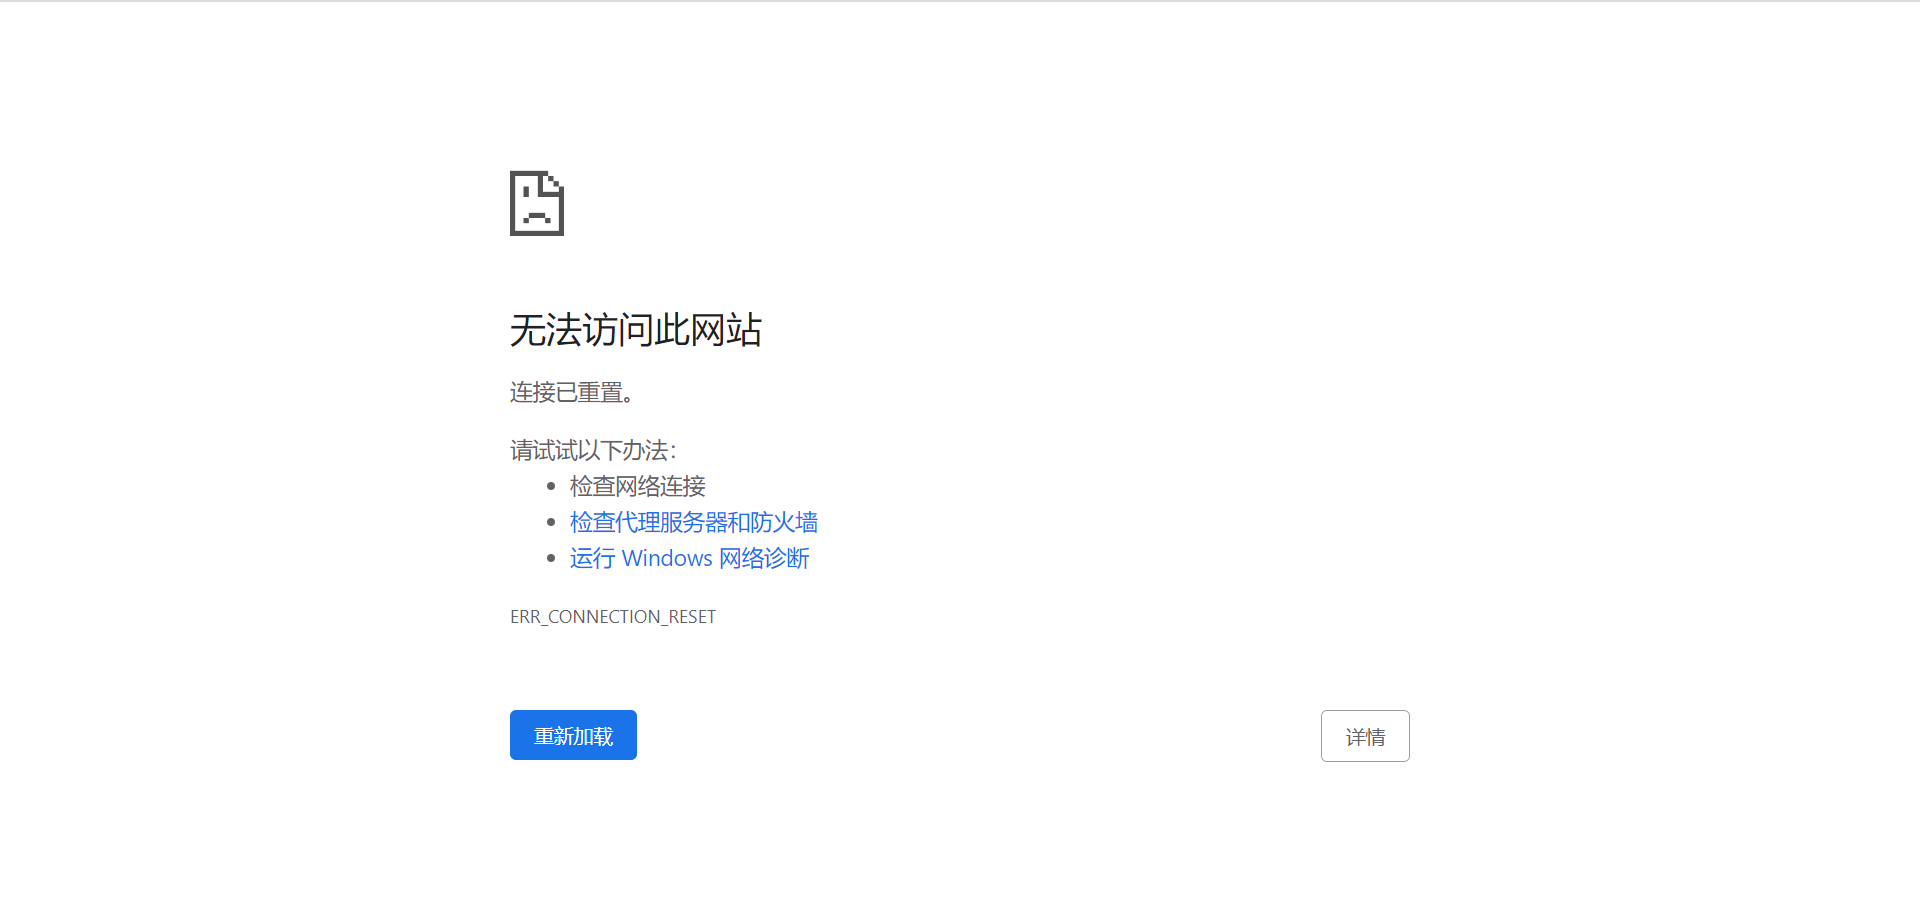 无法访问此网站
连接已重置。
请试试以下办法：
检查网络连接
检查代理服务器和防火墙
运行 Windows 网络诊断
ERR_CONNECTION_RESET
重新加载
详情